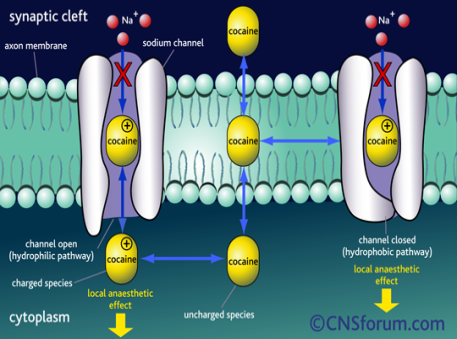 synaptic cleft
Na+
cocaine
Na+
axon membrane
sodium channel
X
X
+
cocaine
cocaine
+
cocaine
channel open
(hydrophilic pathway)
channel closed
(hydrophobic pathway)
+
cocaine
cocaine
charged species
local anaesthetic
effect
local anaesthetic
effect
uncharged species
cytoplasm
©CNSforum.com